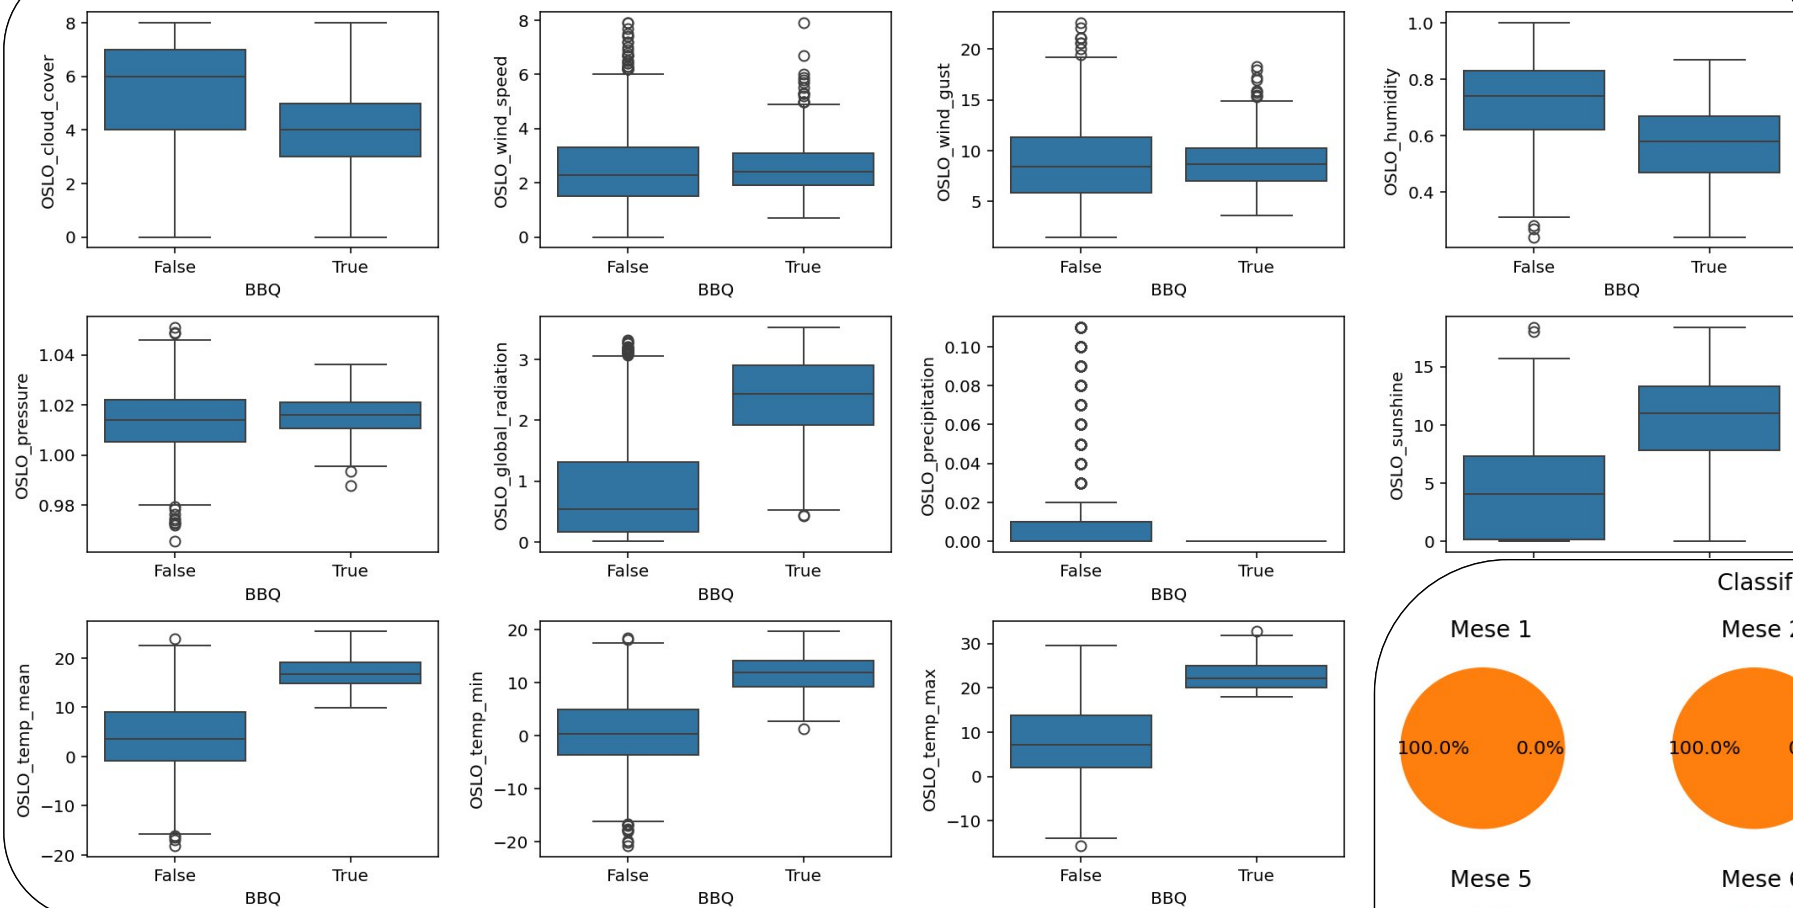 OSLO_cloud_cover
8
6
4
2
0
False
True
BBQ
OSLO_wind_speed
8
6
4
2
0
False
True
BBQ
OSLO_wind_gust
20
15
10
5
False
True
BBQ
OSLO_humidity
1.0
0.8
0.6
0.4
False
True
BBQ
OSLO_pressure
1.04
1.02
1.00
0.98
False
True
BBQ
OSLO_global_radiation
3
2
1
0
False
True
BBQ
OSLO_precipitation
0.10
0.08
0.06
0.04
0.02
0.00
False
True
BBQ
OSLO_sunshine
15
10
5
0
OSLO_temp_mean
20
10
0
−10
−20
False
True
BBQ
OSLO_temp_min
20
10
0
−10
−20
False
True
BBQ
OSLO_temp_max
30
20
10
0
−10
False
True
BBQ
Classif
Mese 1
100.0%
0.0%
Mese 2
100.0%
Mese 5
Mese